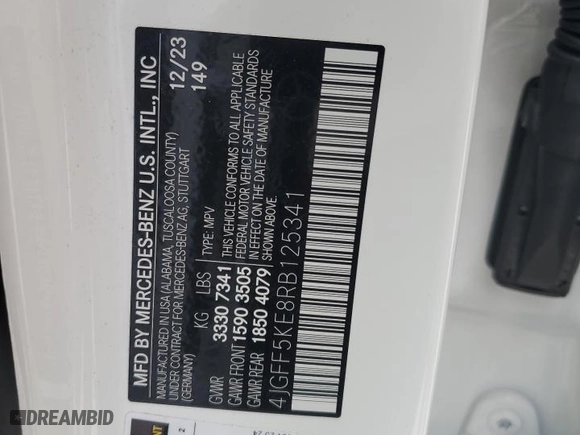 MFD BY MERCEDES-BENZ U.S. INTL., INC
MANUFACTURED IN USA (ALABAMA, TUSCALOOSA COUNTY)
UNDER CONTRACT FOR MERCEDES-BENZ AG, STUTTGART
(GERMANY)
12/23
149
KG LBS TYPE: MPV
GVWR 3330 7341
GAWR FRONT 1590 3505
GAWR REAR 1850 4079
THIS VEHICLE CONFORMS TO ALL APPLICABLE
FEDERAL MOTOR VEHICLE SAFETY STANDARDS
IN EFFECT ON THE DATE OF MANUFACTURE
SHOWN ABOVE.
4JGFF5KE8RB125341
DREAMBID